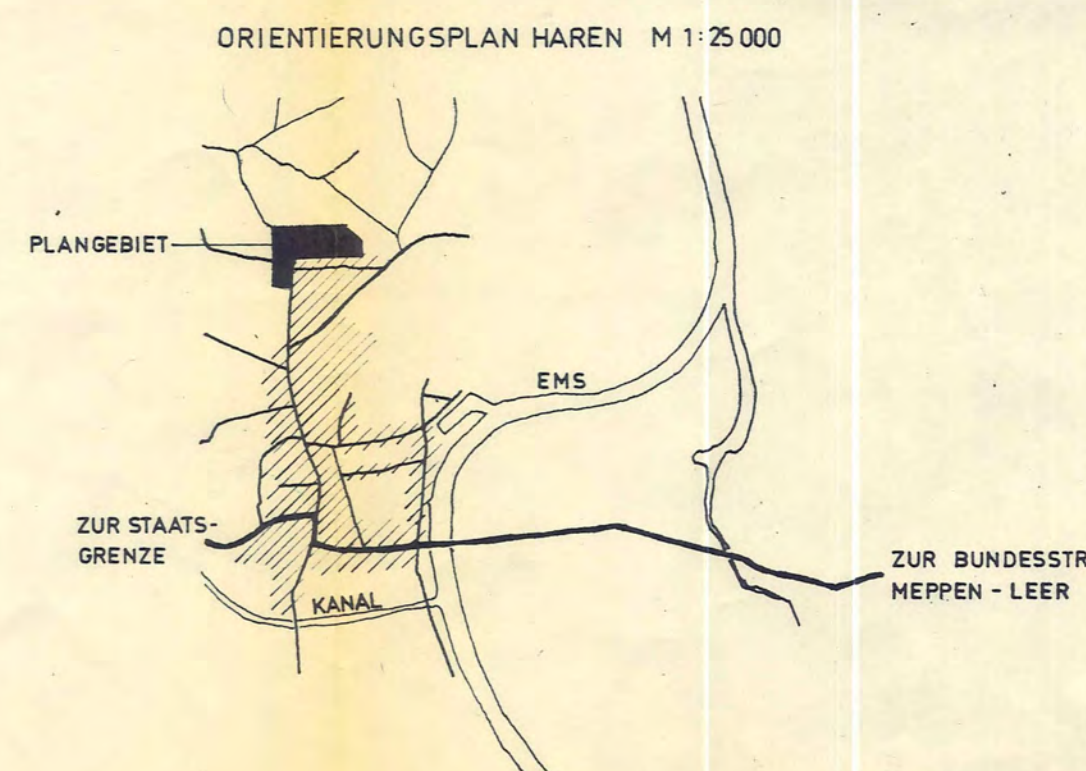 ORIENTIERUNGSPLAN HAREN M 1:25 000
PLANGEBIET
EMS
ZUR STAATS-
GRENZE
ZUR BUNDESSTR
MEPPEN - LEER
KANAL